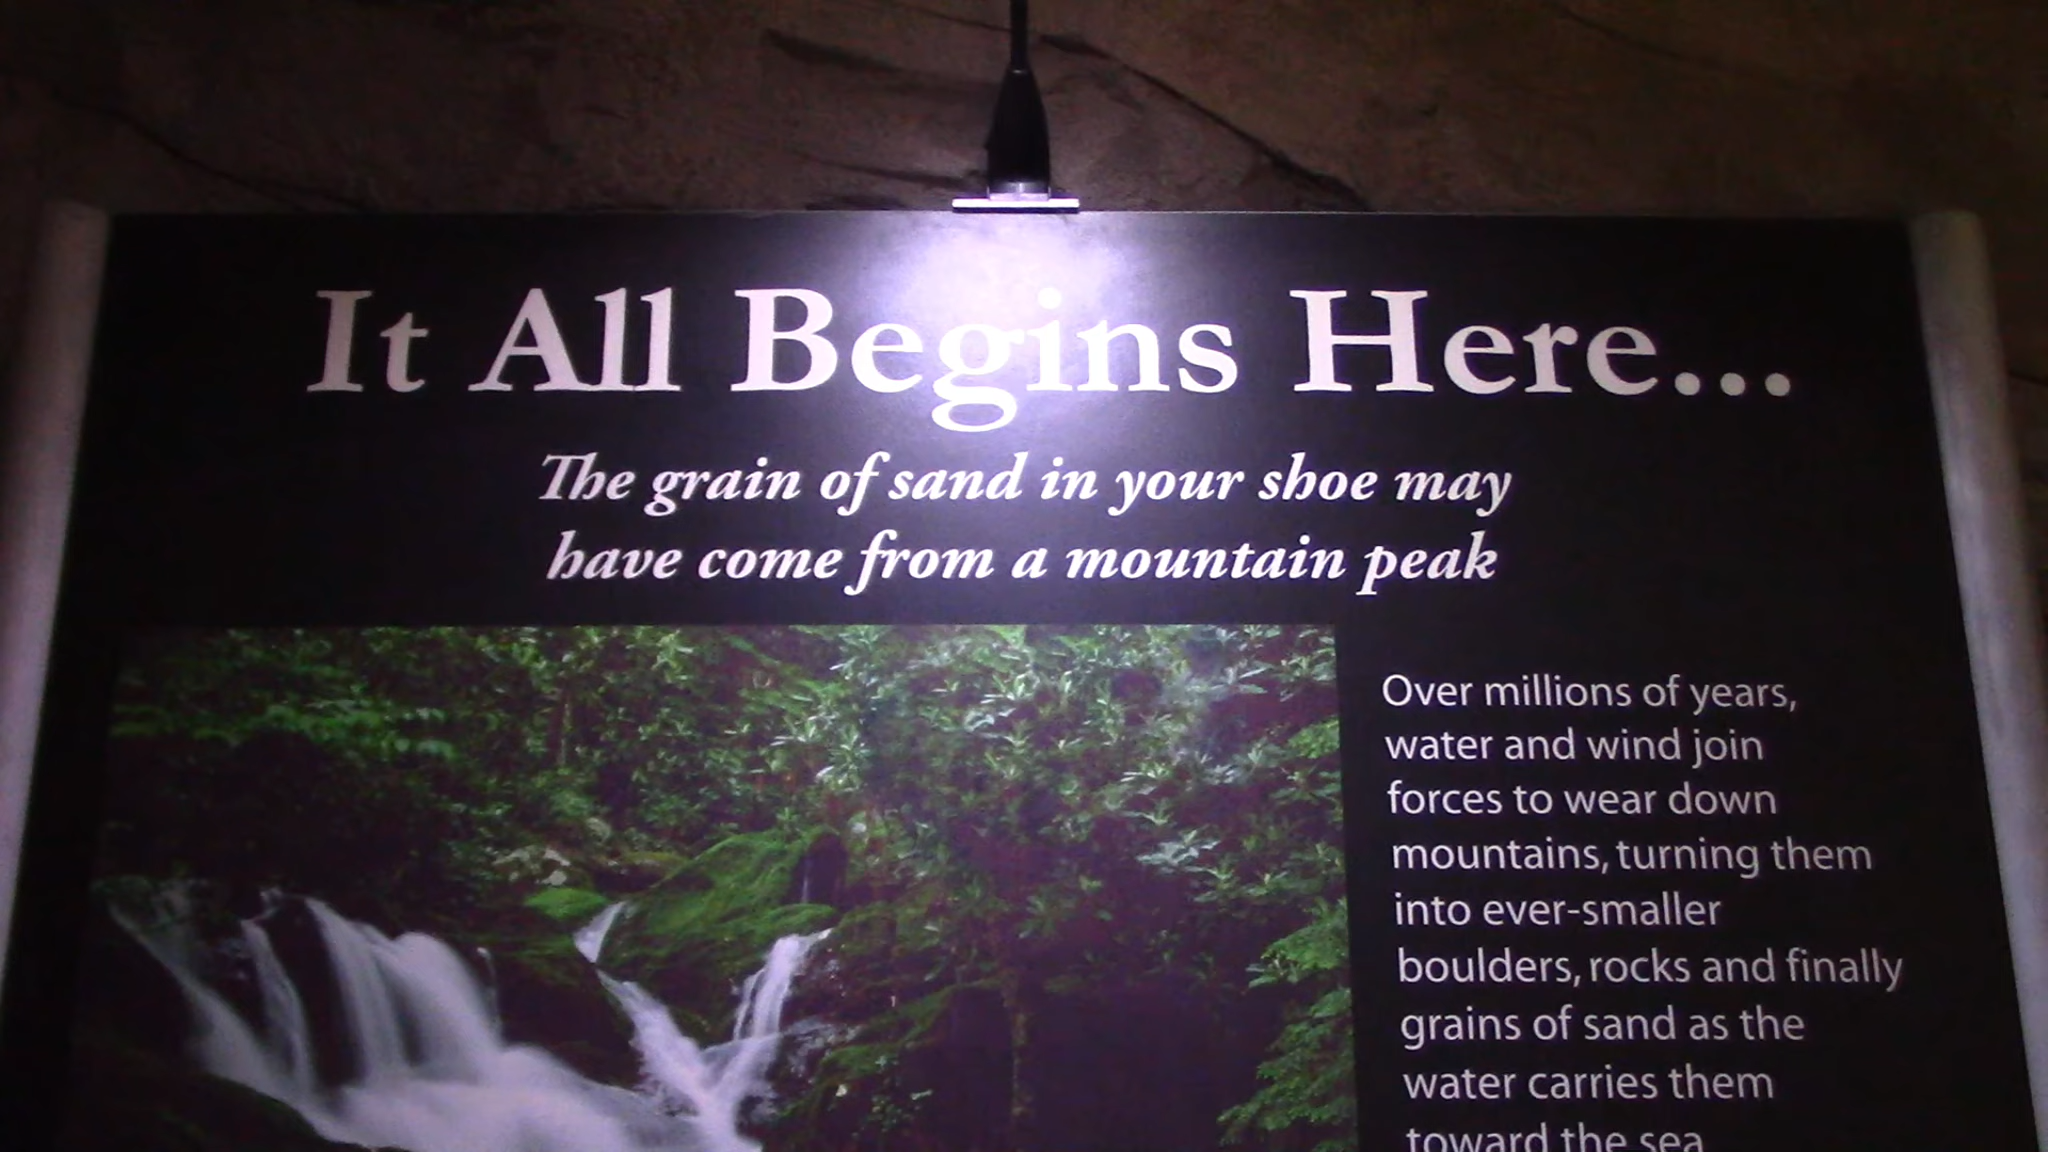 It All Begins Here...
The grain of sand in your shoe may
have come from a mountain peak
Over millions of years,
water and wind join
forces to wear down
mountains, turning them
into ever-smaller
boulders, rocks and finally
grains of sand as the
water carries them
toward the sea